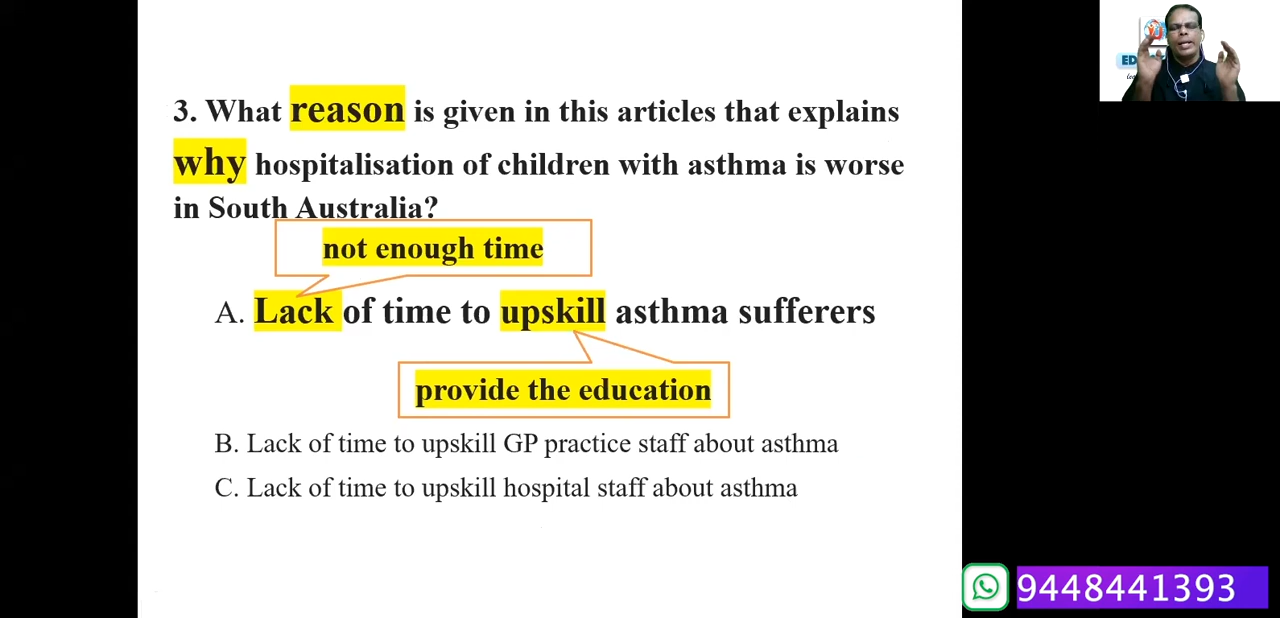 3. What reason is given in this articles that explains
why hospitalisation of children with asthma is worse
in South Australia?
not enough time
A. Lack of time to upskill asthma sufferers
provide the education
B. Lack of time to upskill GP practice staff about asthma
C. Lack of time to upskill hospital staff about asthma
9448441393